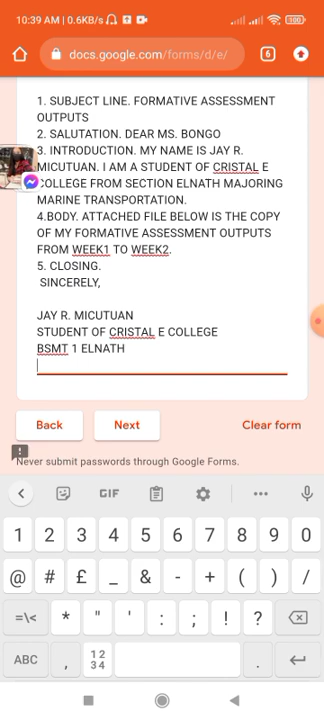 10:39 AM | 0.6KB/s
100
docs.google.com/forms/d/e/
6
1. SUBJECT LINE. FORMATIVE ASSESSMENT
OUTPUTS
2. SALUTATION. DEAR MS. BONGO
3. INTRODUCTION. MY NAME IS JAY R.
MICUTUAN. I AM A STUDENT OF CRISTAL E
COLLEGE FROM SECTION ELNATH MAJORING
MARINE TRANSPORTATION.
4.BODY. ATTACHED FILE BELOW IS THE COPY
OF MY FORMATIVE ASSESSMENT OUTPUTS
FROM WEEK1 TO WEEK2.
5. CLOSING.
SINCERELY,
JAY R. MICUTUAN
STUDENT OF CRISTAL E COLLEGE
BSMT 1 ELNATH
Back
Next
Clear form
Never submit passwords through Google Forms.
GIF
1 2 3 4 5 6 7 8 9 0
@ # £ _ & - + ( ) /
=\< * " ' : ; ! ?
ABC , 12 34 .